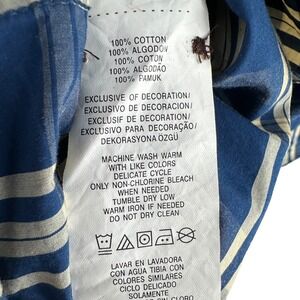 100% COTTON
100% ALGODÓN
100% COTON
100% ALGODÃO
100% PAMUK
EXCLUSIVE OF DECORATION/
EXCLUSIVO DE DECORACION/
EXCLUSIF DE DECORATION/
EXCLUSIVO PARA DECORAÇÃO/
DEKORASYONA ÖZGÜ
MACHINE WASH WARM
WITH LIKE COLORS
DELICATE CYCLE
ONLY NON-CHLORINE BLEACH
WHEN NEEDED
TUMBLE DRY LOW
WARM IRON IF NEEDED
DO NOT DRY CLEAN
LAVAR EN LAVADORA
CON AGUA TIBIA CON
COLORES SIMILARES
CICLO DELICADO
SOLAMENTE